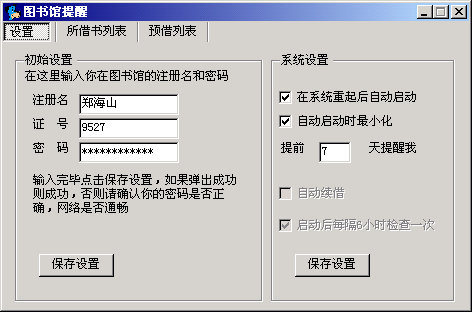 图书馆提醒
设置 所借书列表 预借列表
初始设置
在这里输入你在图书馆的注册名和密码
注册名 郑海山
证 号 9527
密 码 ************
输入完毕点击保存设置，如果弹出成功
则成功，否则请确认你的密码是否正
确，网络是否通畅
保存设置
系统设置
在系统重起后自动启动
自动启动时最小化
提前 7 天提醒我
自动续借
启动后每隔6小时检查一次
保存设置